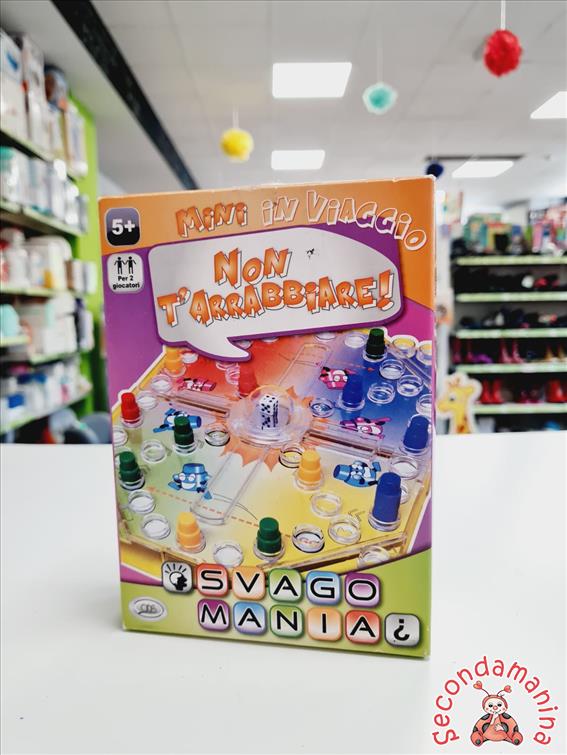 5+
MiNi iN ViAGGiO
Per 2
giocatori
NON
T'ARRABBiARE!
SVAGO
MANIA
Secondamanina